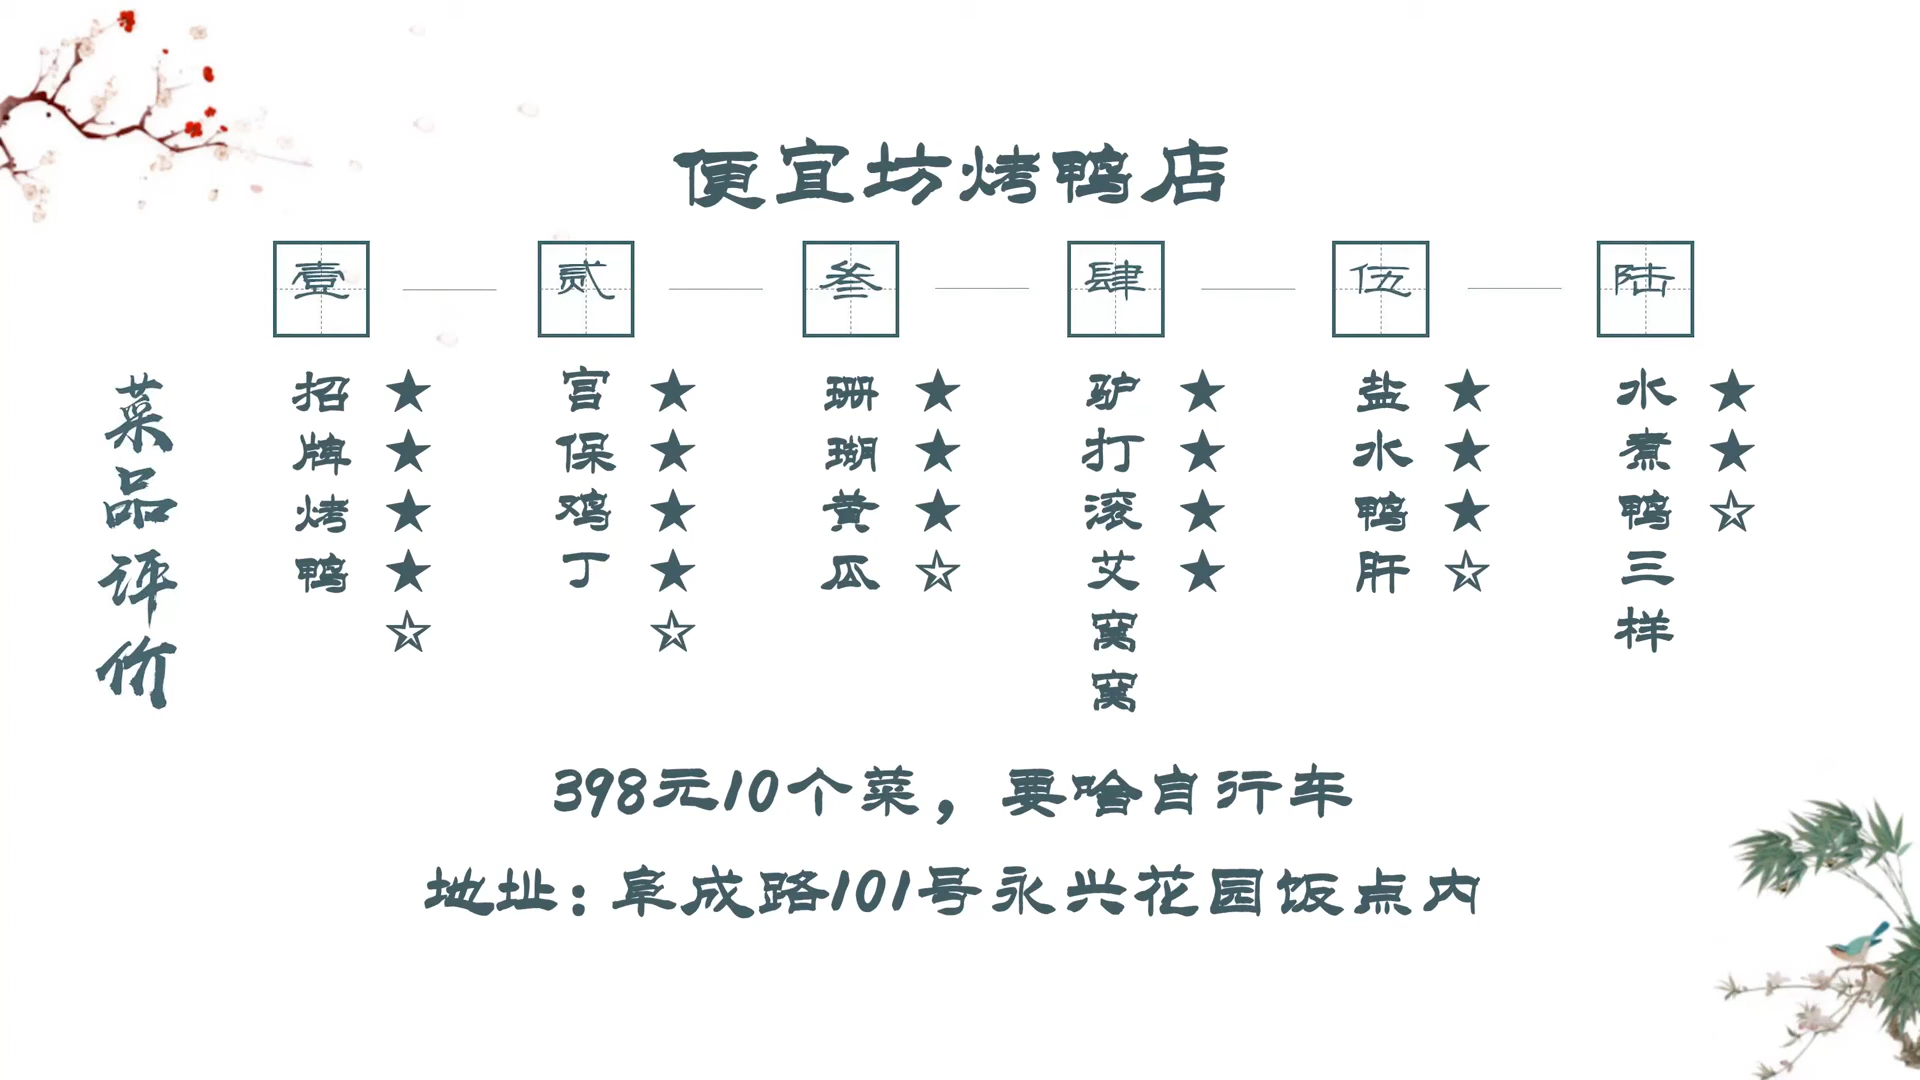 便宜坊烤鸭店
壹
贰
叁
肆
伍
陆
菜品评价
招牌烤鸭
★★★★☆
宫保鸡丁
★★★★☆
珊瑚黄瓜
★★★☆
驴打滚艾窝窝
★★★★
盐水鸭肝
★★★☆
水煮鸭三样
★★☆
398元10个菜，要啥自行车
地址：阜成路101号永兴花园饭点内